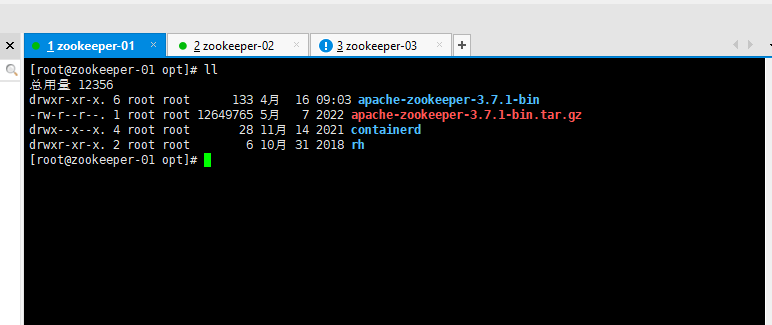 1 zookeeper-01 × 2 zookeeper-02 × 3 zookeeper-03 × +
[root@zookeeper-01 opt]# ll
总用量 12356
drwxr-xr-x. 6 root root      133 4月  16 09:03 apache-zookeeper-3.7.1-bin
-rw-r--r--. 1 root root 12649765 5月   7 2022 apache-zookeeper-3.7.1-bin.tar.gz
drwx--x--x. 4 root root       28 11月 14 2021 containerd
drwxr-xr-x. 2 root root        6 10月 31 2018 rh
[root@zookeeper-01 opt]#